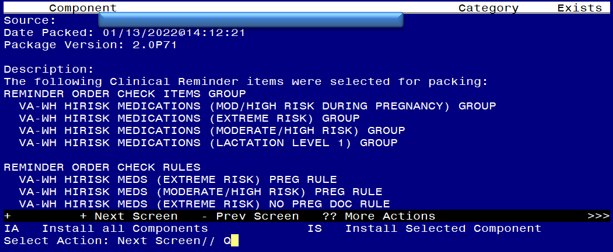 Component Category Exists
Source:
Date Packed: 01/13/2022014:12:21
Package Version: 2.0P71
Description:
The following Clinical Reminder items were selected for packing:
REMINDER ORDER CHECK ITEMS GROUP
VA-WH HIRISK MEDICATIONS (MOD/HIGH RISK DURING PREGNANCY) GROUP
VA-WH HIRISK MEDICATIONS (EXTREME RISK) GROUP
VA-WH HIRISK MEDICATIONS (MODERATE/HIGH RISK) GROUP
VA-WH HIRISK MEDICATIONS (LACTATION LEVEL 1) GROUP
REMINDER ORDER CHECK RULES
VA-WH HIRISK MEDS (EXTREME RISK) PREG RULE
VA-WH HIRISK MEDS (MODERATE/HIGH RISK) PREG RULE
VA-WH HIRISK MEDS (EXTREME RISK) NO PREG DOC RULE
+ + Next Screen - Prev Screen ?? More Actions >>>
IA Install all Components IS Install Selected Component
Select Action: Next Screen// Q